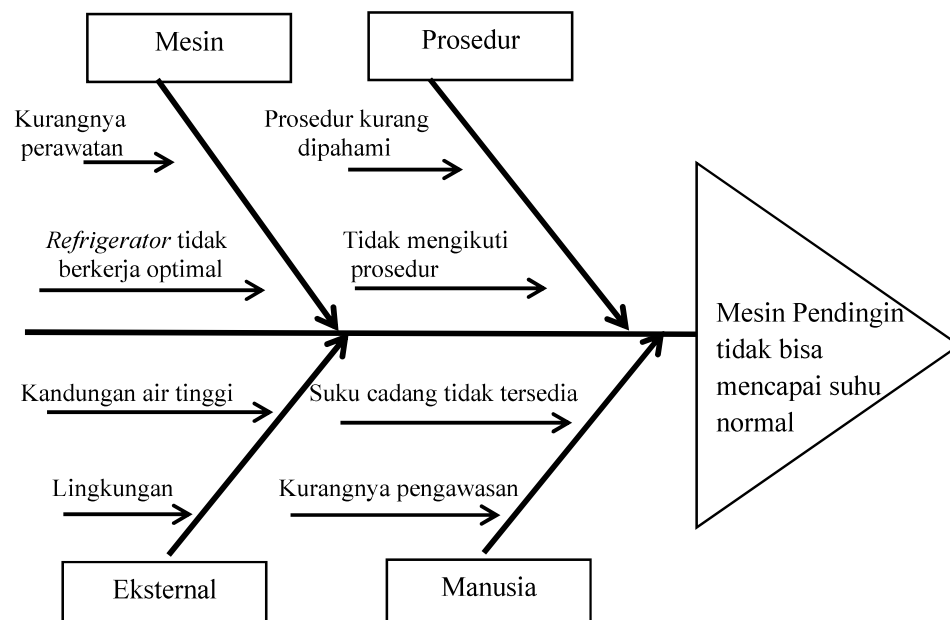 Mesin
Prosedur
Kurangnya
perawatan
Prosedur kurang
dipahami
Refrigerator tidak
berkerja optimal
Tidak mengikuti
prosedur
Mesin Pendingin
tidak bisa
mencapai suhu
normal
Kandungan air tinggi
Suku cadang tidak tersedia
Lingkungan
Kurangnya pengawasan
Eksternal
Manusia